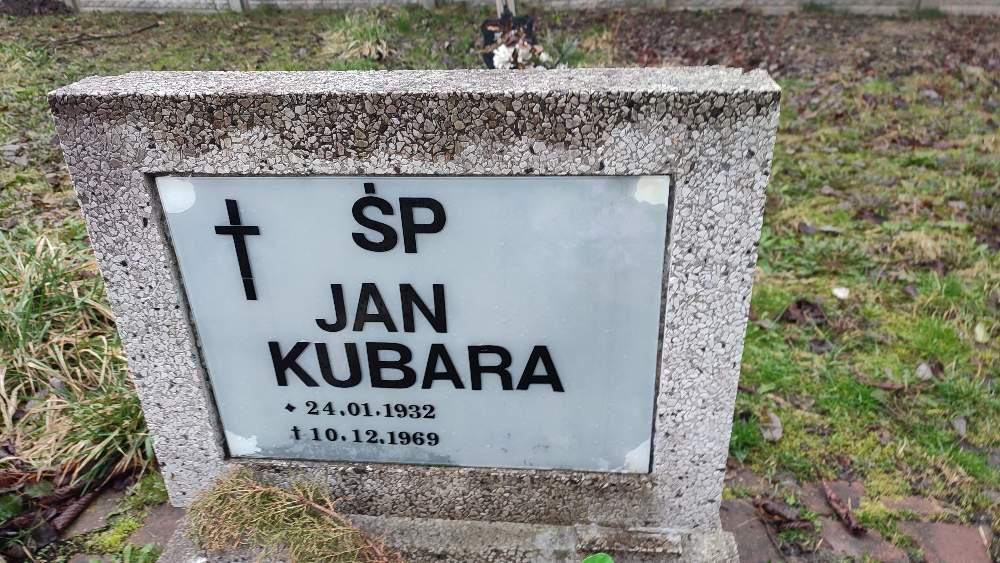 ŚP
JAN
KUBARA
24.01.1932
† 10.12.1969